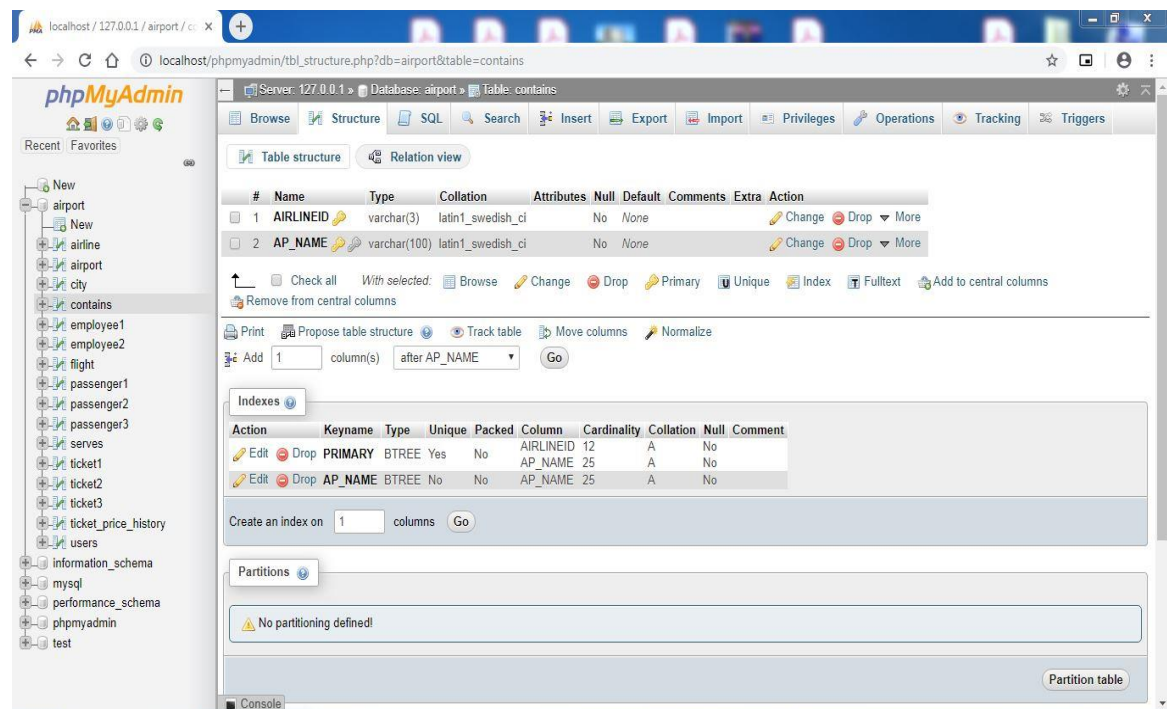 localhost / 127.0.0.1 / airport / co
localhost/phpmyadmin/tbl_structure.php?db=airport&table=contains
phpMyAdmin
Recent Favorites
New
airport
New
airline
airport
city
contains
employee1
employee2
flight
passenger1
passenger2
passenger3
serves
ticket1
ticket2
ticket3
ticket_price_history
users
information_schema
mysql
performance_schema
phpmyadmin
test
Server: 127.0.0.1 » Database: airport » Table: contains
Browse Structure SQL Search Insert Export Import Privileges Operations Tracking Triggers
Table structure Relation view
# Name Type Collation Attributes Null Default Comments Extra Action
1 AIRLINEID varchar(3) latin1_swedish_ci No None Change Drop More
2 AP_NAME varchar(100) latin1_swedish_ci No None Change Drop More
Check all With selected: Browse Change Drop Primary Unique Index Fulltext Add to central columns
Remove from central columns
Print Propose table structure Track table Move columns Normalize
Add 1 column(s) after AP_NAME Go
Indexes
Action Keyname Type Unique Packed Column Cardinality Collation Null Comment
Edit Drop PRIMARY BTREE Yes No AIRLINEID 12 A No
AP_NAME 25 A No
Edit Drop AP_NAME BTREE No No AP_NAME 25 A No
Create an index on 1 columns Go
Partitions
No partitioning defined!
Partition table
Console